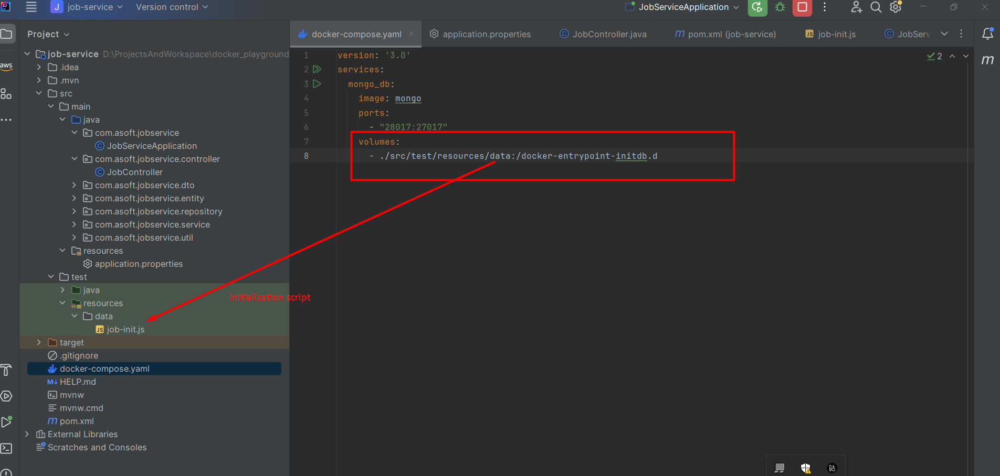 J job-service Version control JobServiceApplication
Project
docker-compose.yaml application.properties JobController.java m pom.xml (job-service) JS job-init.js JobServ
job-service D:\ProjectsAndWorkspace\docker_playground
.idea
.mvn
src
main
java
com.asoft.jobservice
JobServiceApplication
com.asoft.jobservice.controller
JobController
com.asoft.jobservice.dto
com.asoft.jobservice.entity
com.asoft.jobservice.repository
com.asoft.jobservice.service
com.asoft.jobservice.util
resources
application.properties
test
java
resources
data
JS job-init.js
target
.gitignore
docker-compose.yaml
M↓ HELP.md
mvnw
mvnw.cmd
m pom.xml
External Libraries
Scratches and Consoles
aws
1 version: '3.0'
2 services:
3 mongo_db:
4 image: mongo
5 ports:
6 - "28017:27017"
7 volumes:
8 - ./src/test/resources/data:/docker-entrypoint-initdb.d
2
m
initialization script